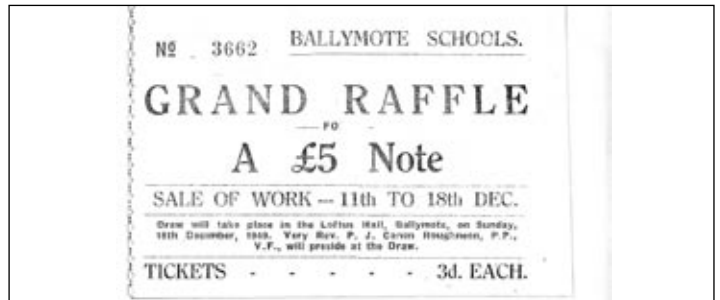 Nº 3662 BALLYMOTE SCHOOLS.
GRAND RAFFLE
FO
A £5 Note
SALE OF WORK — 11th TO 18th DEC.
Draw will take place in the Loftus Hall, Ballymote, on Sunday,
18th December, Very Rev. P. J. Canon P.P.,
V.F., will preside at the Draw.
TICKETS - - - - - 3d. EACH.